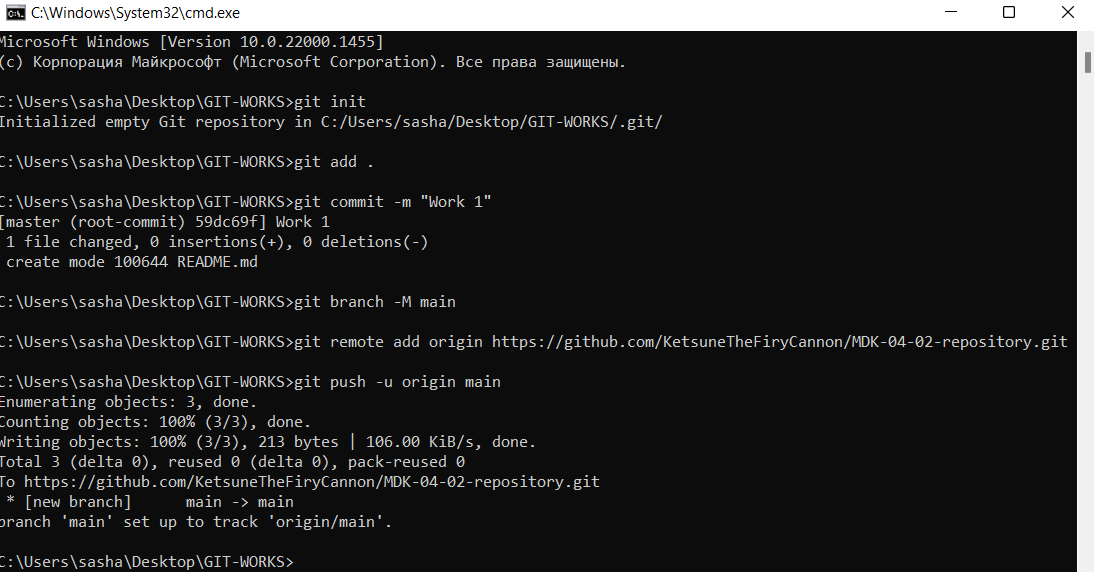 C:\Windows\System32\cmd.exe
Microsoft Windows [Version 10.0.22000.1455]
(c) Корпорация Майкрософт (Microsoft Corporation). Все права защищены.
C:\Users\sasha\Desktop\GIT-WORKS>git init
Initialized empty Git repository in C:/Users/sasha/Desktop/GIT-WORKS/.git/
C:\Users\sasha\Desktop\GIT-WORKS>git add .
C:\Users\sasha\Desktop\GIT-WORKS>git commit -m "Work 1"
[master (root-commit) 59dc69f] Work 1
1 file changed, 0 insertions(+), 0 deletions(-)
create mode 100644 README.md
C:\Users\sasha\Desktop\GIT-WORKS>git branch -M main
C:\Users\sasha\Desktop\GIT-WORKS>git remote add origin https://github.com/KetsuneTheFiryCannon/MDK-04-02-repository.git
C:\Users\sasha\Desktop\GIT-WORKS>git push -u origin main
Enumerating objects: 3, done.
Counting objects: 100% (3/3), done.
Writing objects: 100% (3/3), 213 bytes | 106.00 KiB/s, done.
Total 3 (delta 0), reused 0 (delta 0), pack-reused 0
To https://github.com/KetsuneTheFiryCannon/MDK-04-02-repository.git
* [new branch]      main -> main
branch 'main' set up to track 'origin/main'.
C:\Users\sasha\Desktop\GIT-WORKS>